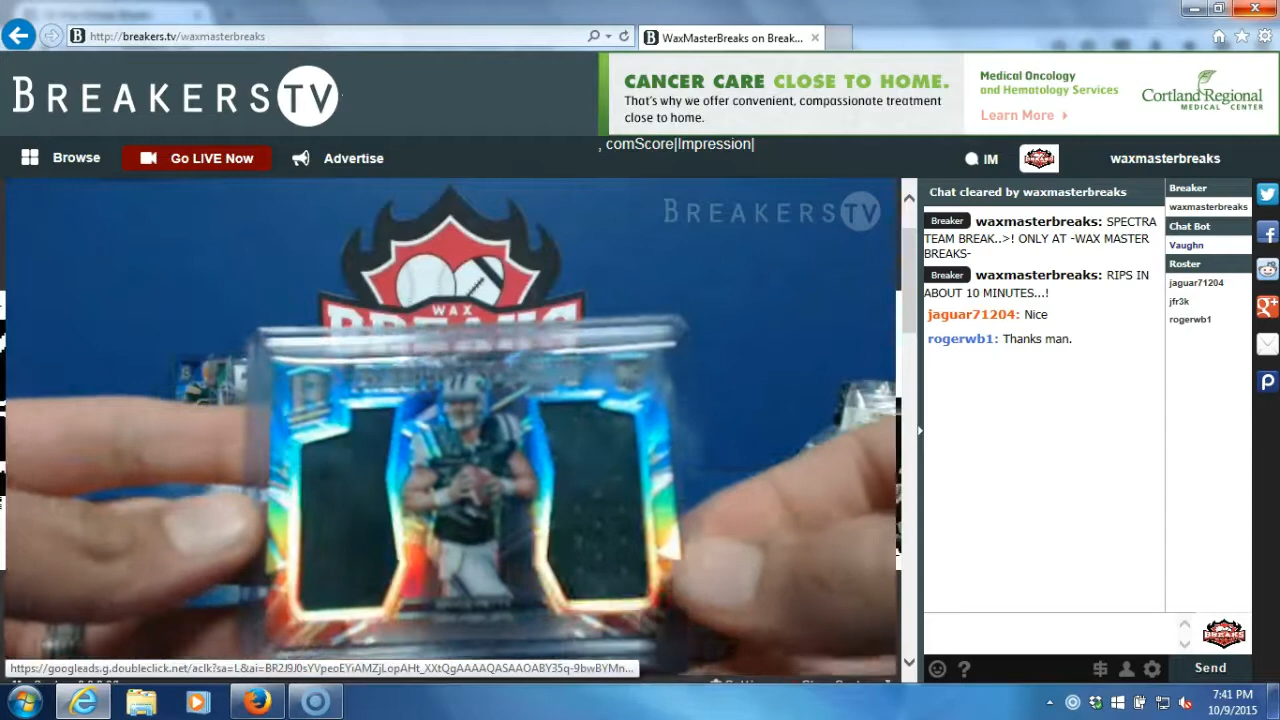 http://breakers.tv/waxmasterbreaks
WaxMasterBreaks on Break...
BREAKERS TV
CANCER CARE CLOSE TO HOME.
That's why we offer convenient, compassionate treatment
close to home.
Medical Oncology
and Hematology Services
Learn More
Cortland Regional
MEDICAL CENTER
, comScore|Impression|
Browse
Go LIVE Now
Advertise
IM
BREAKS
waxmasterbreaks
BREAKERS TV
WAX
BREAKS
Chat cleared by waxmasterbreaks
Breaker waxmasterbreaks: SPECTRA
TEAM BREAK..>! ONLY AT -WAX MASTER
BREAKS-
Breaker waxmasterbreaks: RIPS IN
ABOUT 10 MINUTES...!
jaguar71204: Nice
rogerwb1: Thanks man.
Breaker
waxmasterbreaks
Chat Bot
Vaughn
Roster
jaguar71204
jfr3k
rogerwb1
BREAKS
Send
https://googleads.g.doubleclick.net/aclk?sa=L&ai=BR2J9J0sYVpeoEYiAMZjLopAHt_XXtQgAAAAQASAAOABY35q-9bwBYMn...
7:41 PM
10/9/2015